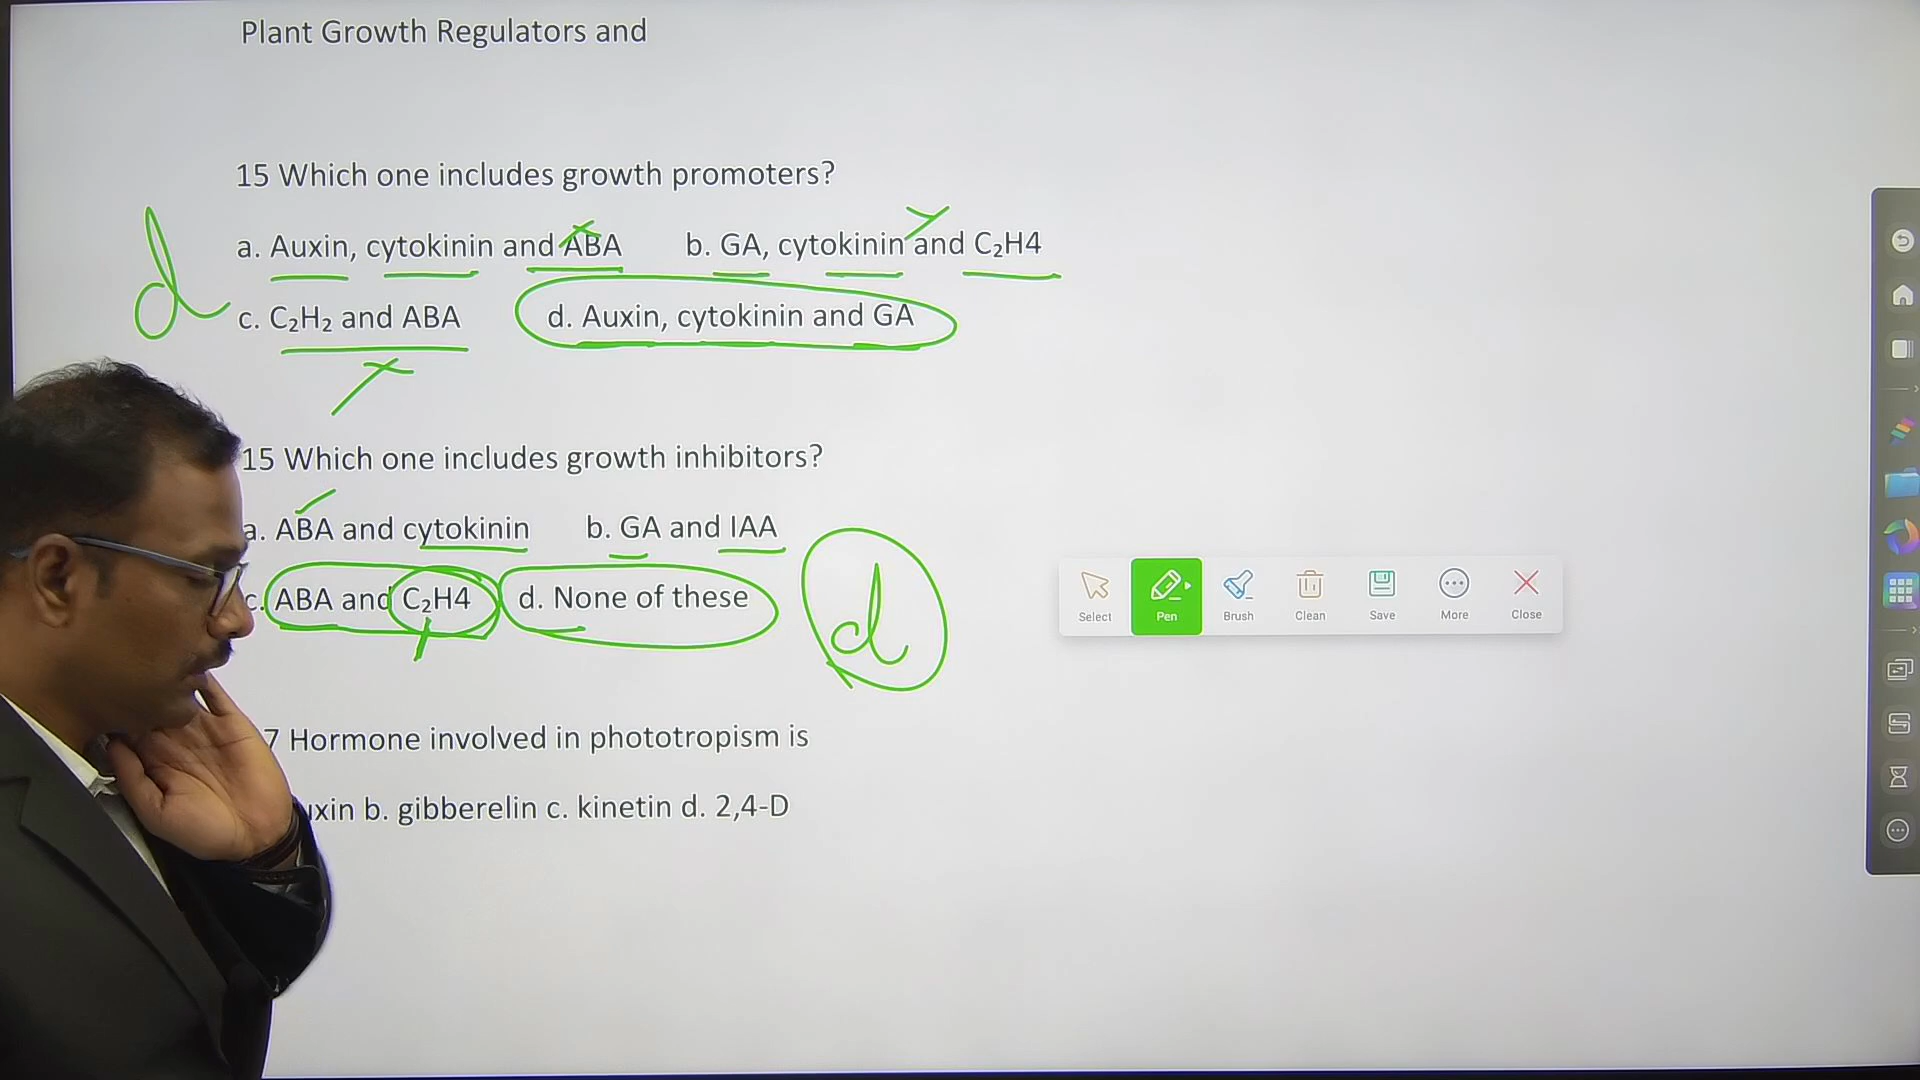 Plant Growth Regulators and
15 Which one includes growth promoters?
a. Auxin, cytokinin and ABA b. GA, cytokinin and C₂H4
d
c. C₂H₂ and ABA d. Auxin, cytokinin and GA
15 Which one includes growth inhibitors?
a. ABA and cytokinin b. GA and IAA
c. ABA and C₂H4 d. None of these
d
Select Pen Brush Clean Save More Close
7 Hormone involved in phototropism is
uxin b. gibberelin c. kinetin d. 2,4-D